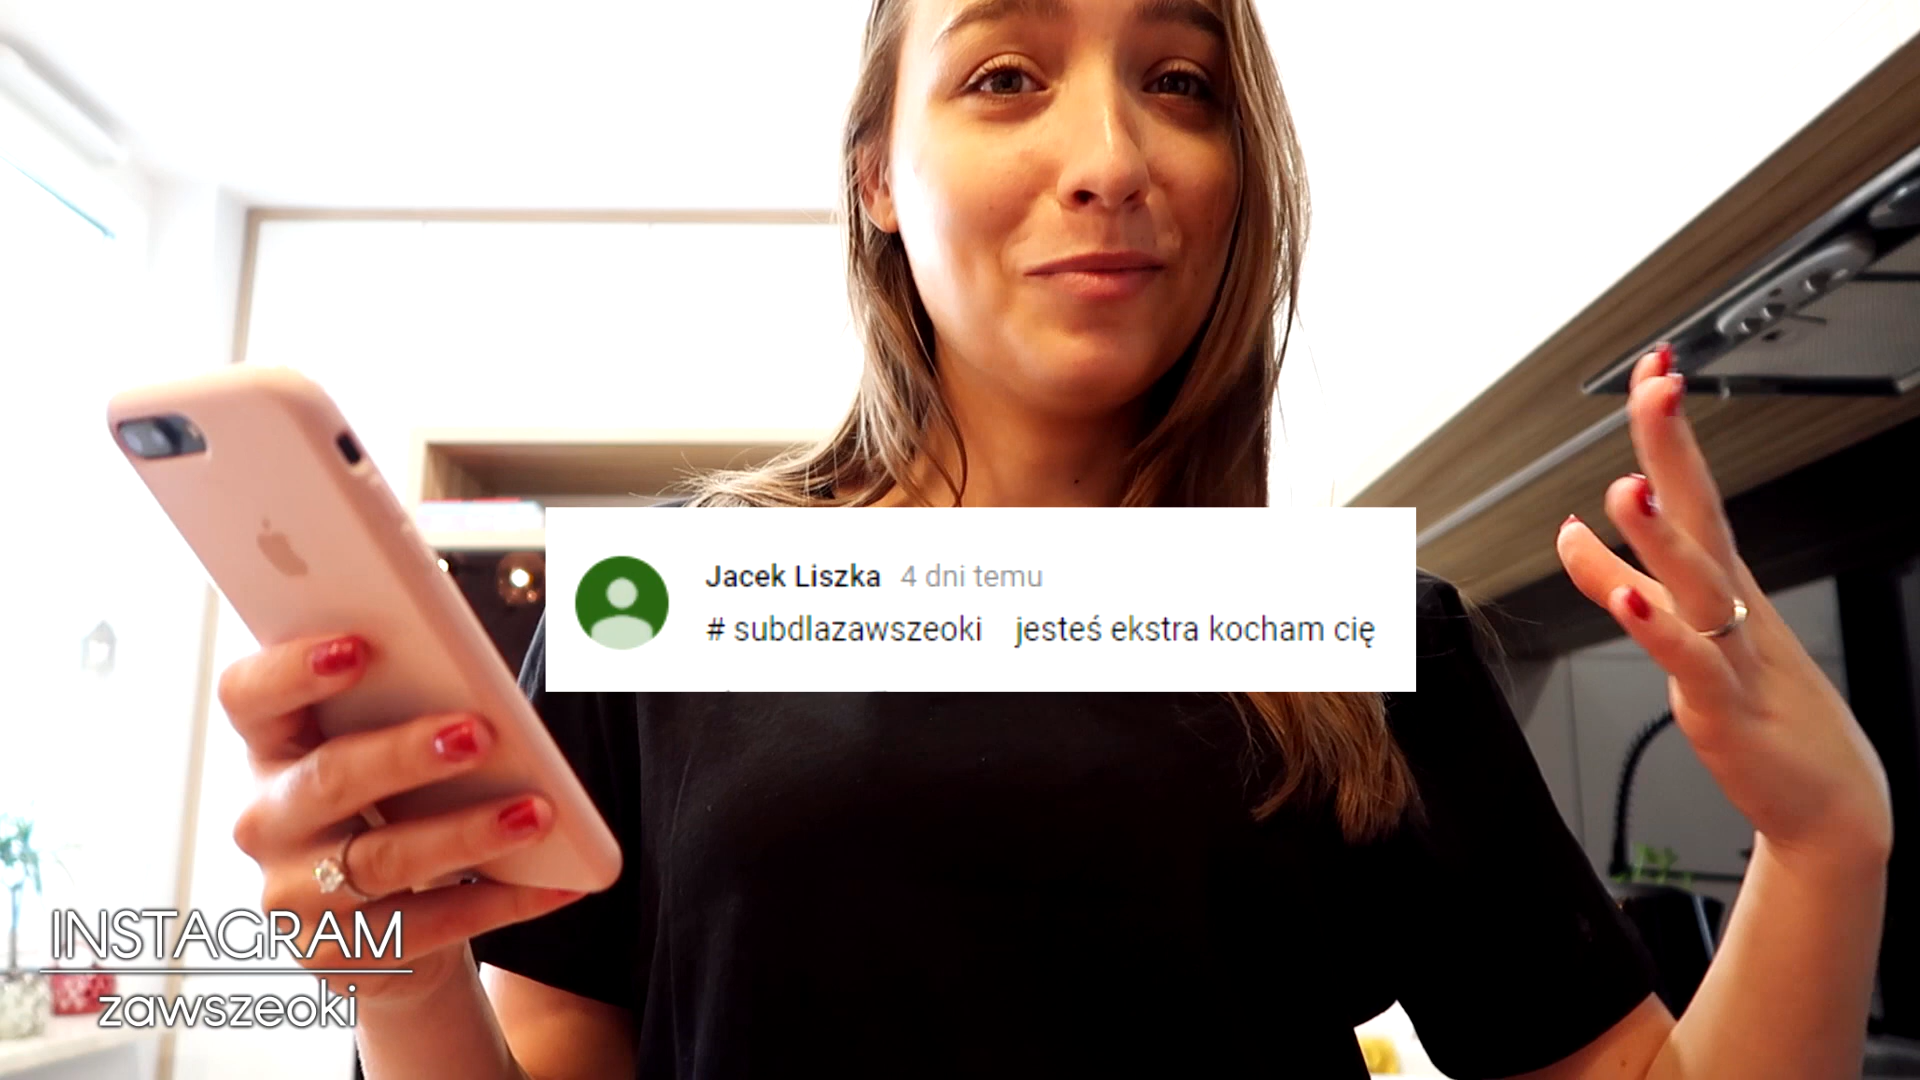 Jacek Liszka 4 dni temu
# subdlazawszeoki jesteś ekstra kocham cię
INSTAGRAM
zawszeoki